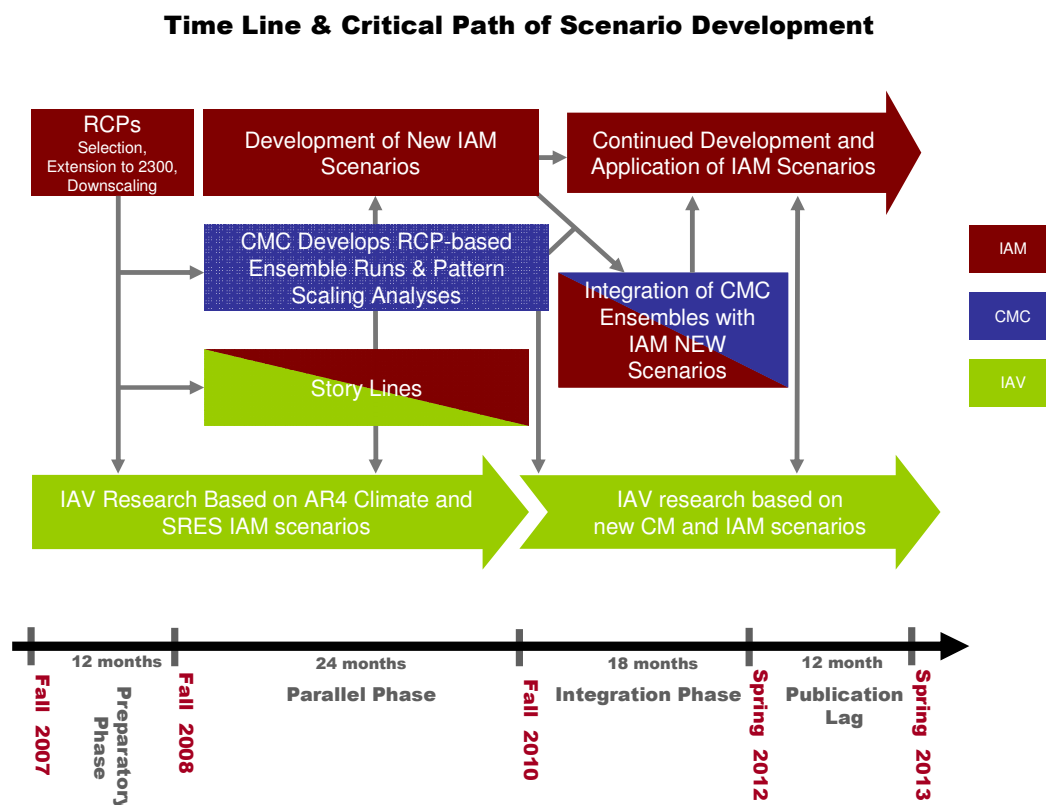 Time Line & Critical Path of Scenario Development
RCPs
Selection,
Extension to 2300,
Downscaling
Development of New IAM
Scenarios
Continued Development and
Application of IAM Scenarios
CMC Develops RCP-based
Ensemble Runs & Pattern
Scaling Analyses
Integration of CMC
Ensembles with
IAM NEW
Scenarios
IAM
CMC
IAV
Story Lines
IAV Research Based on AR4 Climate and
SRES IAM scenarios
IAV research based on
new CM and IAM scenarios
12 months
24 months
18 months
12 month
Fall 2007
Preparatory
Phase
Fall 2008
Parallel Phase
Fall 2010
Integration Phase
Spring 2012
Publication
Lag
Spring 2013